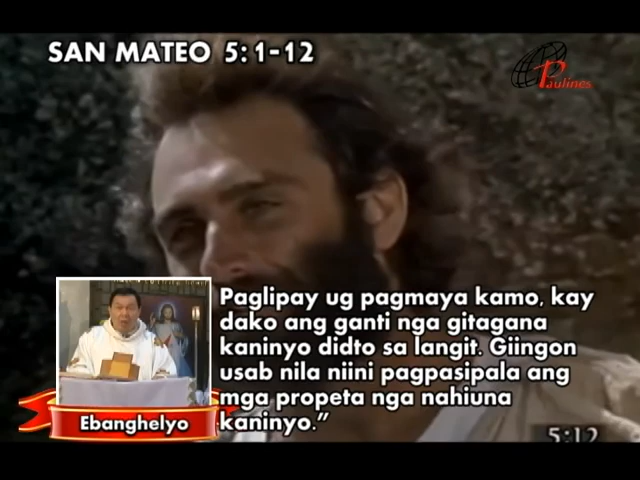 SAN MATEO 5:1-12
Paulines
Paglipay ug pagmaya kamo, kay
dako ang ganti nga gitagana
kaninyo didto sa langit. Giingon
usab nila niini pagpasipala ang
mga propeta nga nahiuna
kaninyo."
Ebanghelyo
5:12